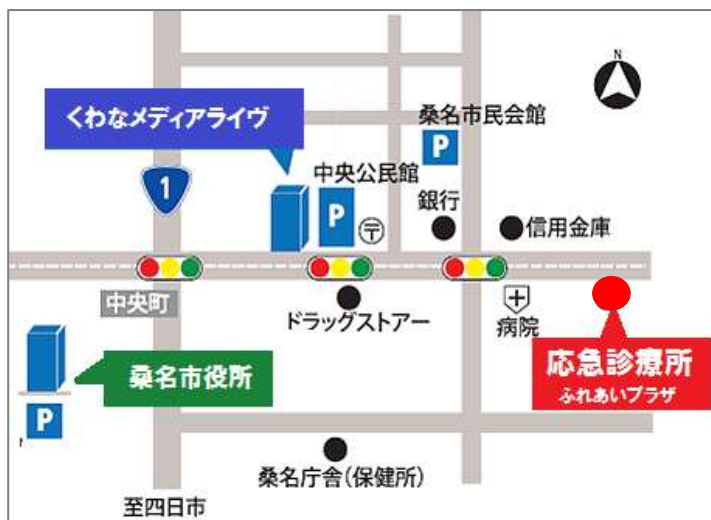 N
くわなメディアライヴ
桑名市民会館
P
中央公民館
1
P
〒
銀行
信用金庫
中央町
ドラッグストアー
病院
応急診療所
ふれあいプラザ
桑名市役所
P
桑名庁舎(保健所)
至四日市